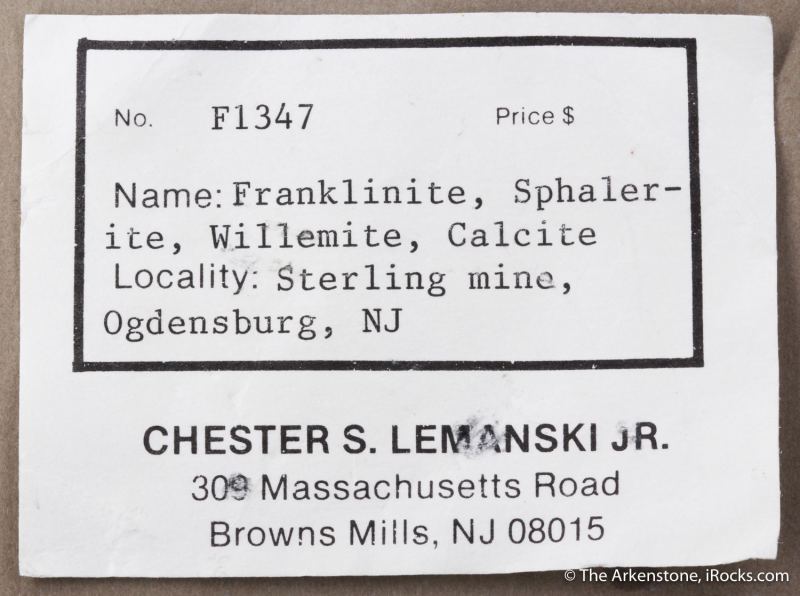 No. F1347 Price $
Name: Franklinite, Sphaler-
ite, Willemite, Calcite
Locality: Sterling mine,
Ogdensburg, NJ
CHESTER S. LEMANSKI JR.
309 Massachusetts Road
Browns Mills, NJ 08015
© The Arkenstone, iRocks.com